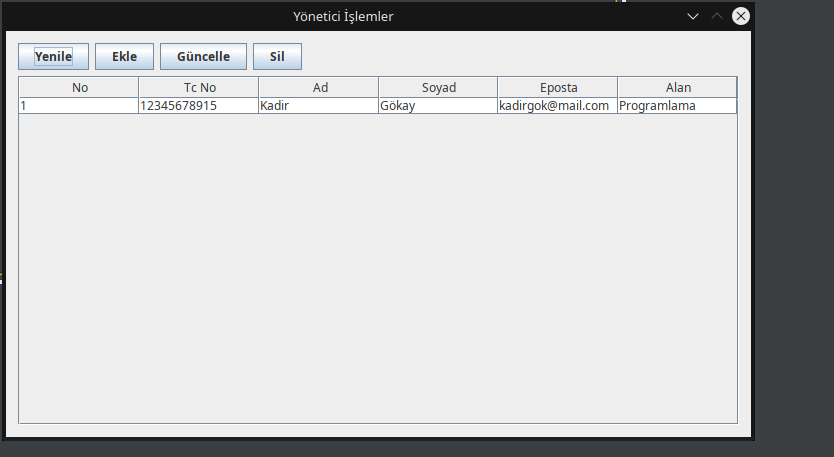 Yönetici İşlemler
Yenile Ekle Güncelle Sil
No Tc No Ad Soyad Eposta Alan
1 12345678915 Kadir Gökay kadirgok@mail.com Programlama